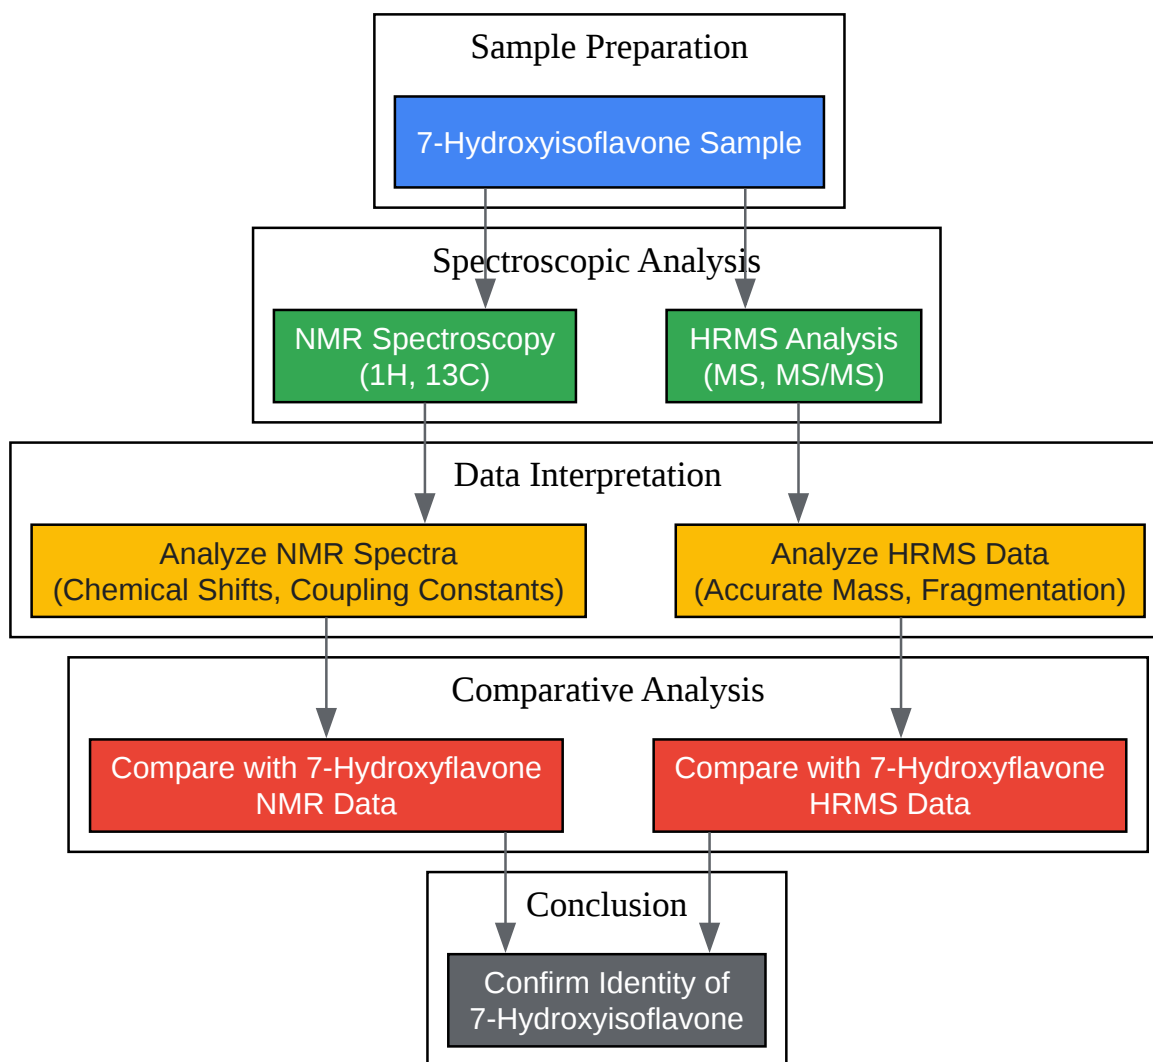 Sample Preparation
7-Hydroxyisoflavone Sample
Spectroscopic Analysis
NMR Spectroscopy
(1H, 13C)
HRMS Analysis
(MS, MS/MS)
Data Interpretation
Analyze NMR Spectra
(Chemical Shifts, Coupling Constants)
Analyze HRMS Data
(Accurate Mass, Fragmentation)
Comparative Analysis
Compare with 7-Hydroxyflavone
NMR Data
Compare with 7-Hydroxyflavone
HRMS Data
Conclusion
Confirm Identity of
7-Hydroxyisoflavone